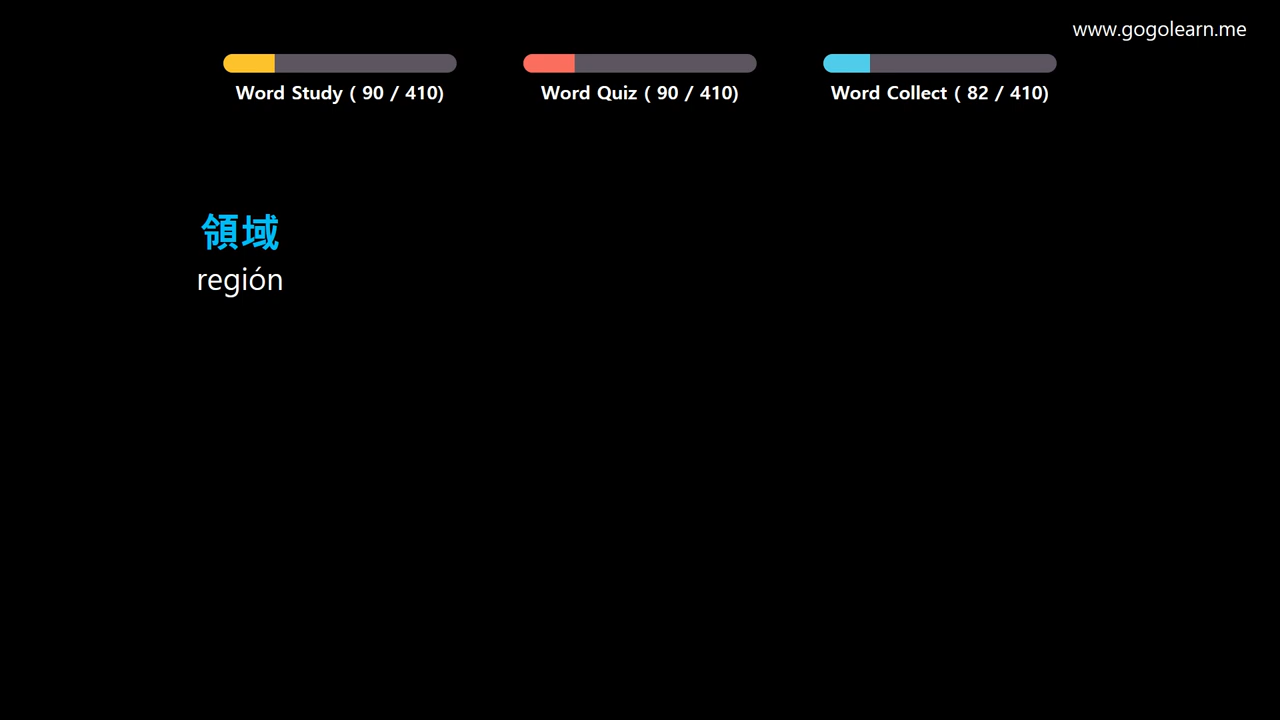 www.gogolearn.me
Word Study ( 90 / 410)
Word Quiz ( 90 / 410)
Word Collect ( 82 / 410)
領域
región